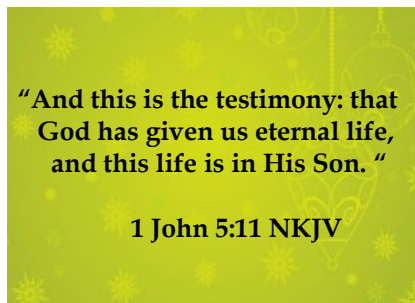 “And this is the testimony: that
God has given us eternal life,
and this life is in His Son. “
1 John 5:11 NKJV